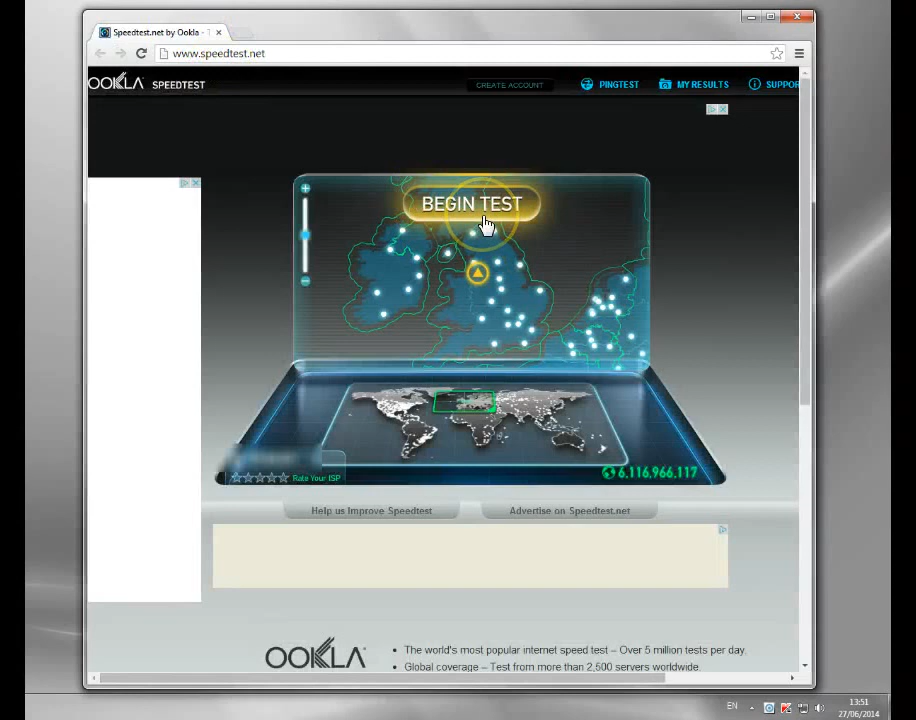 Speedtest.net by Ookla - T
www.speedtest.net
OOKLA SPEEDTEST
CREATE ACCOUNT
PINGTEST
MY RESULTS
SUPPOR
BEGIN TEST
Rate Your ISP
6,116,966,117
Help us Improve Speedtest
Advertise on Speedtest.net
OOKLA
• The world's most popular internet speed test – Over 5 million tests per day.
• Global coverage – Test from more than 2,500 servers worldwide.
EN
13:51
27/06/2014